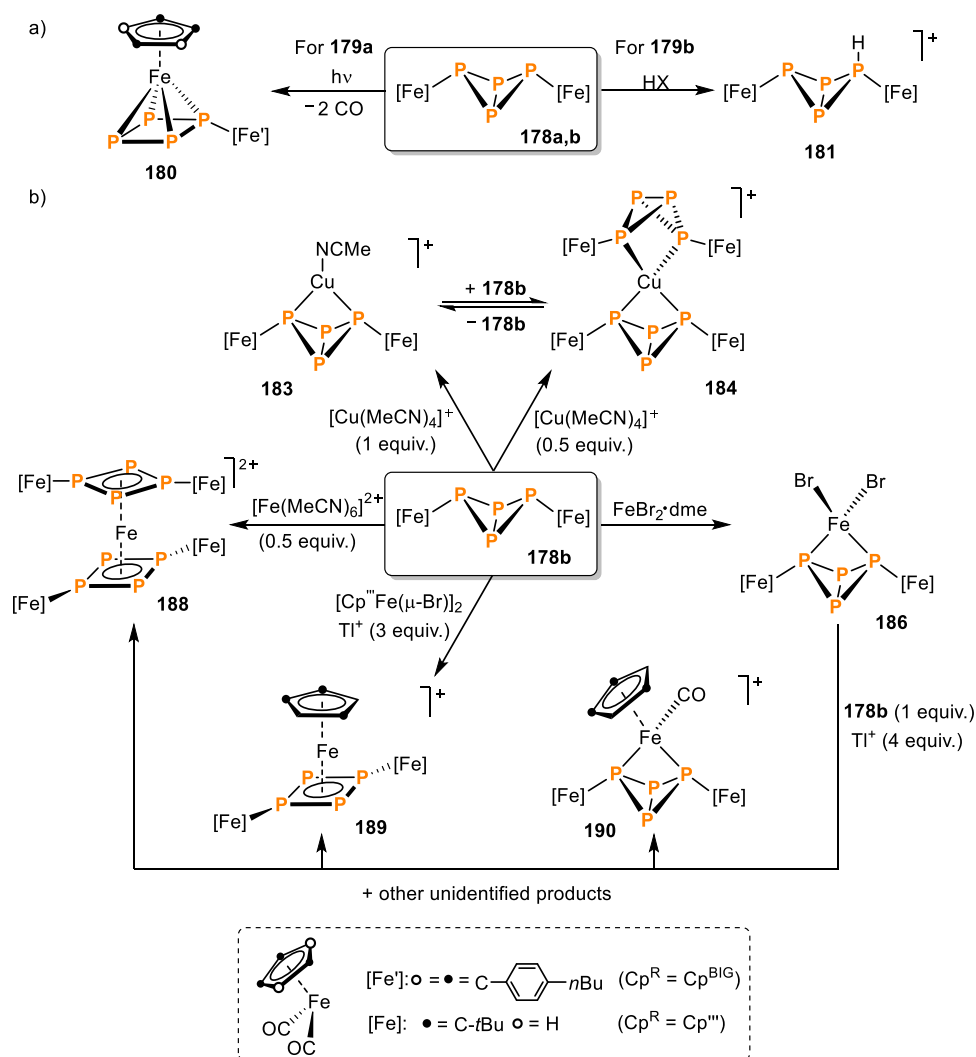 a)
For 179a
hν
−2 CO
For 179b
HX
Fe
P P P P [Fe']
180
[Fe] P P P P [Fe]
178a,b
H
]+
[Fe] P P P P [Fe]
181
b)
NCMe
]+
Cu
[Fe] P P P P [Fe]
183
+ 178b
− 178b
]+
P P
[Fe] P P [Fe]
Cu
[Fe] P P P P [Fe]
184
[Cu(MeCN)4]+
(1 equiv.)
[Cu(MeCN)4]+
(0.5 equiv.)
]2+
[Fe] P P P P [Fe]
Fe
P P [Fe]
[Fe] P P
188
[Fe(MeCN)6]2+
(0.5 equiv.)
[Fe] P P P P [Fe]
178b
FeBr2•dme
Br Br
Fe
[Fe] P P P P [Fe]
186
[Cp'''Fe(μ-Br)]2
Tl+ (3 equiv.)
]+
Fe
P P [Fe]
[Fe] P P
189
]+
CO
Fe
[Fe] P P P P [Fe]
190
178b (1 equiv.)
Tl+ (4 equiv.)
+ other unidentified products
Fe
OC
OC
[Fe']: = = C nBu (CpR = CpBIG)
[Fe]: = C-tBu = H (CpR = Cp''')